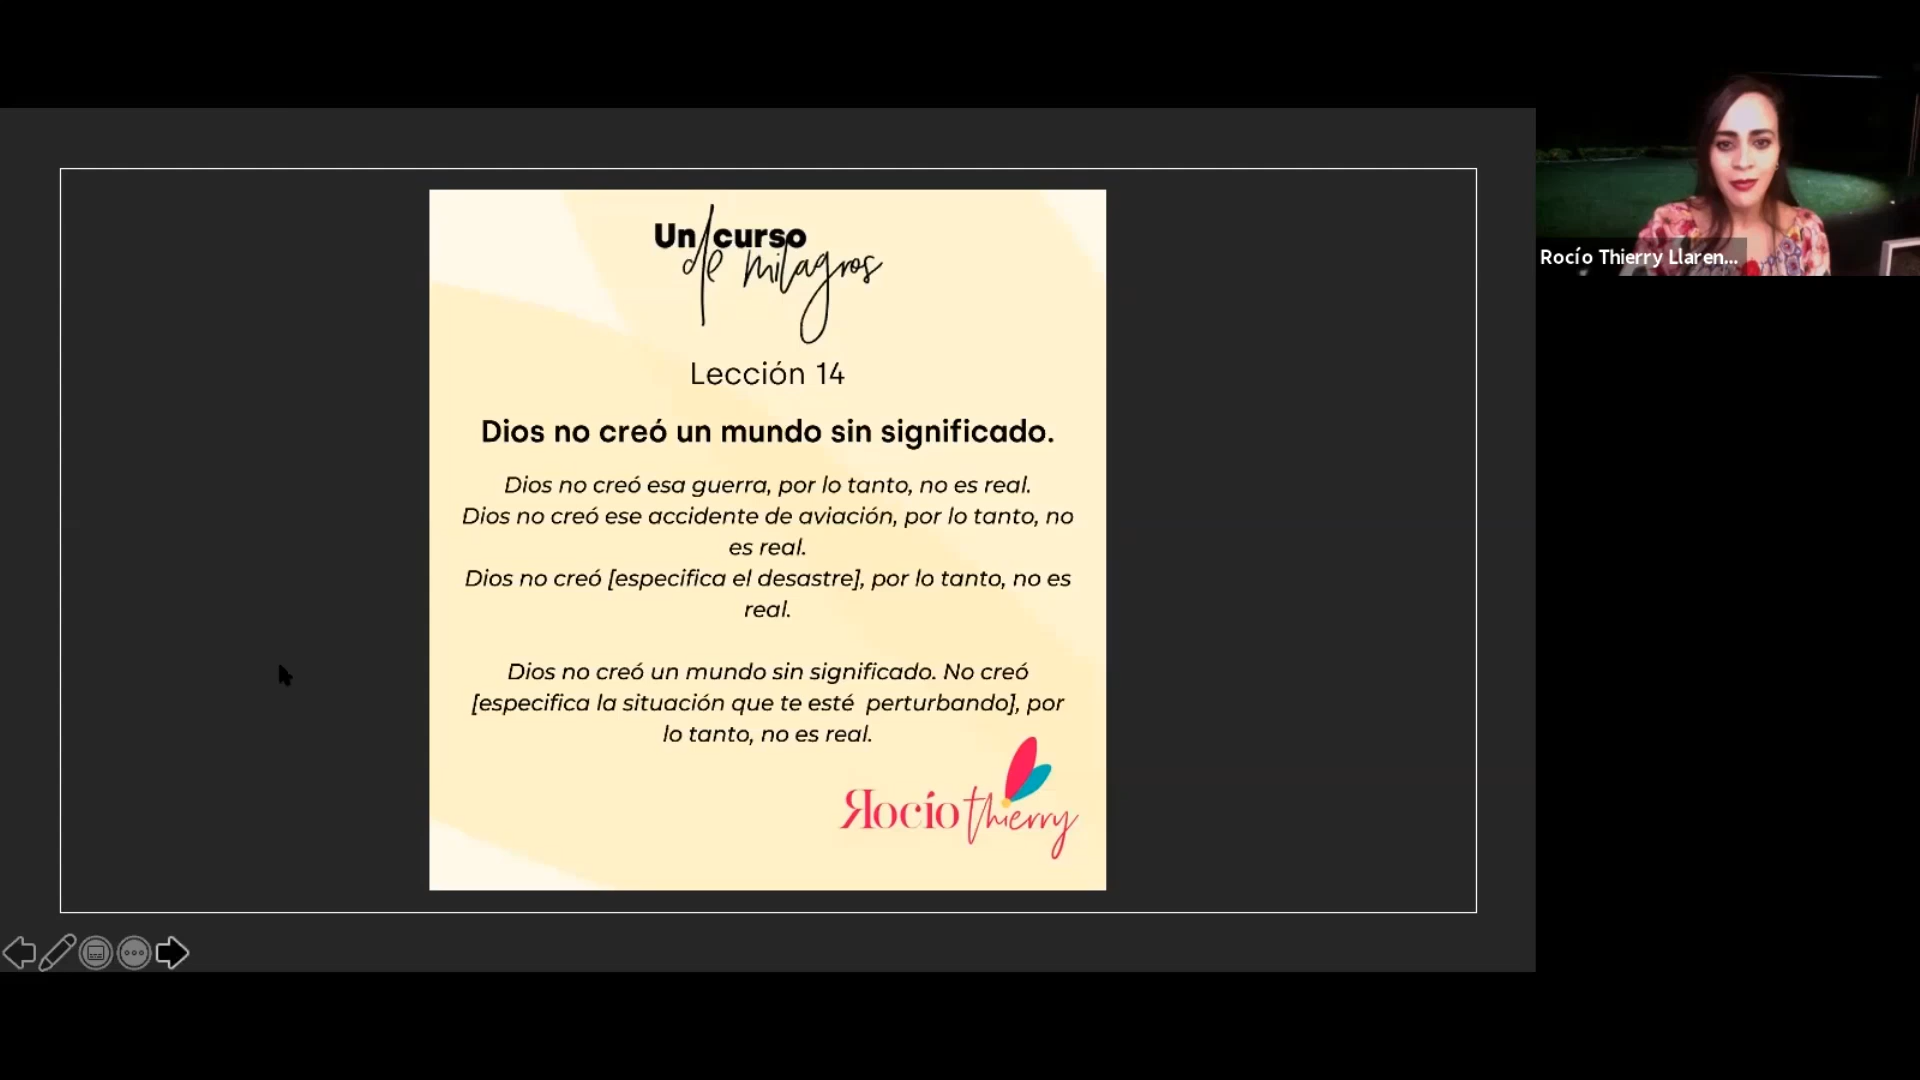 Un curso
de milagros
Lección 14
Dios no creó un mundo sin significado.
Dios no creó esa guerra, por lo tanto, no es real.
Dios no creó ese accidente de aviación, por lo tanto, no
es real.
Dios no creó [especifica el desastre], por lo tanto, no es
real.
Dios no creó un mundo sin significado. No creó
[especifica la situación que te esté  perturbando], por
lo tanto, no es real.
Rocío thierry
Rocío Thierry Llaren...